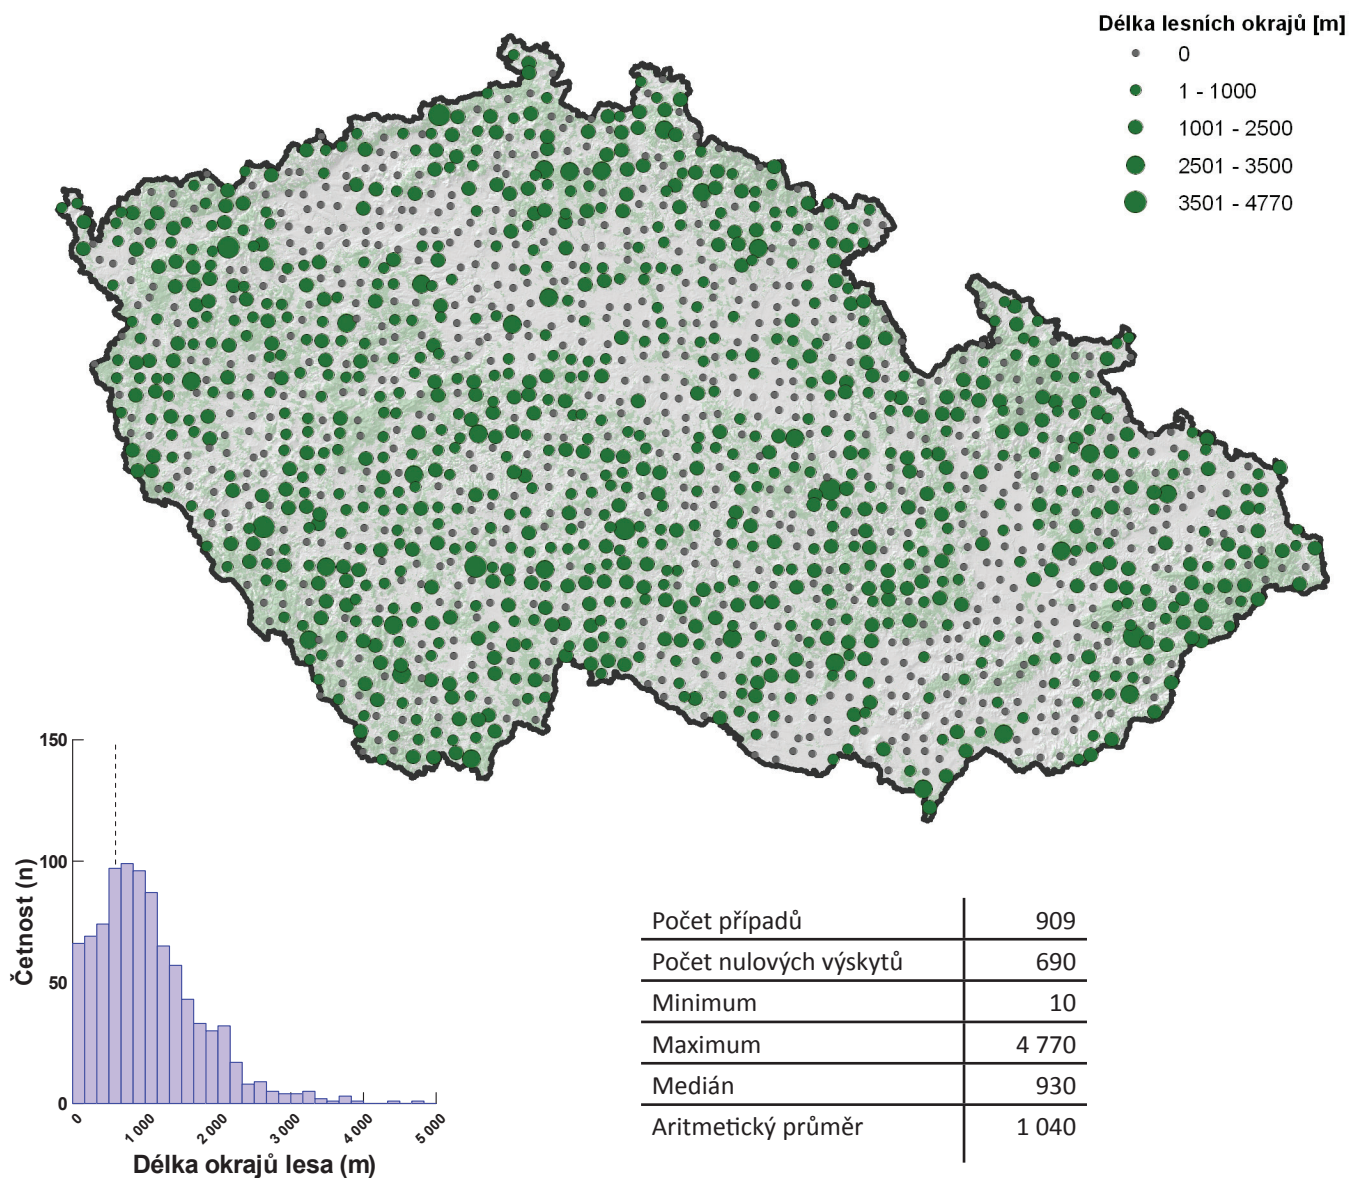 Délka lesních okrajů [m]
0
1 - 1000
1001 - 2500
2501 - 3500
3501 - 4770
150
100
50
0
Četnost (n)
0
1 000
2 000
3 000
4 000
5 000
Délka okrajů lesa (m)
Počet případů 909
Počet nulových výskytů 690
Minimum 10
Maximum 4 770
Medián 930
Aritmetický průměr 1 040